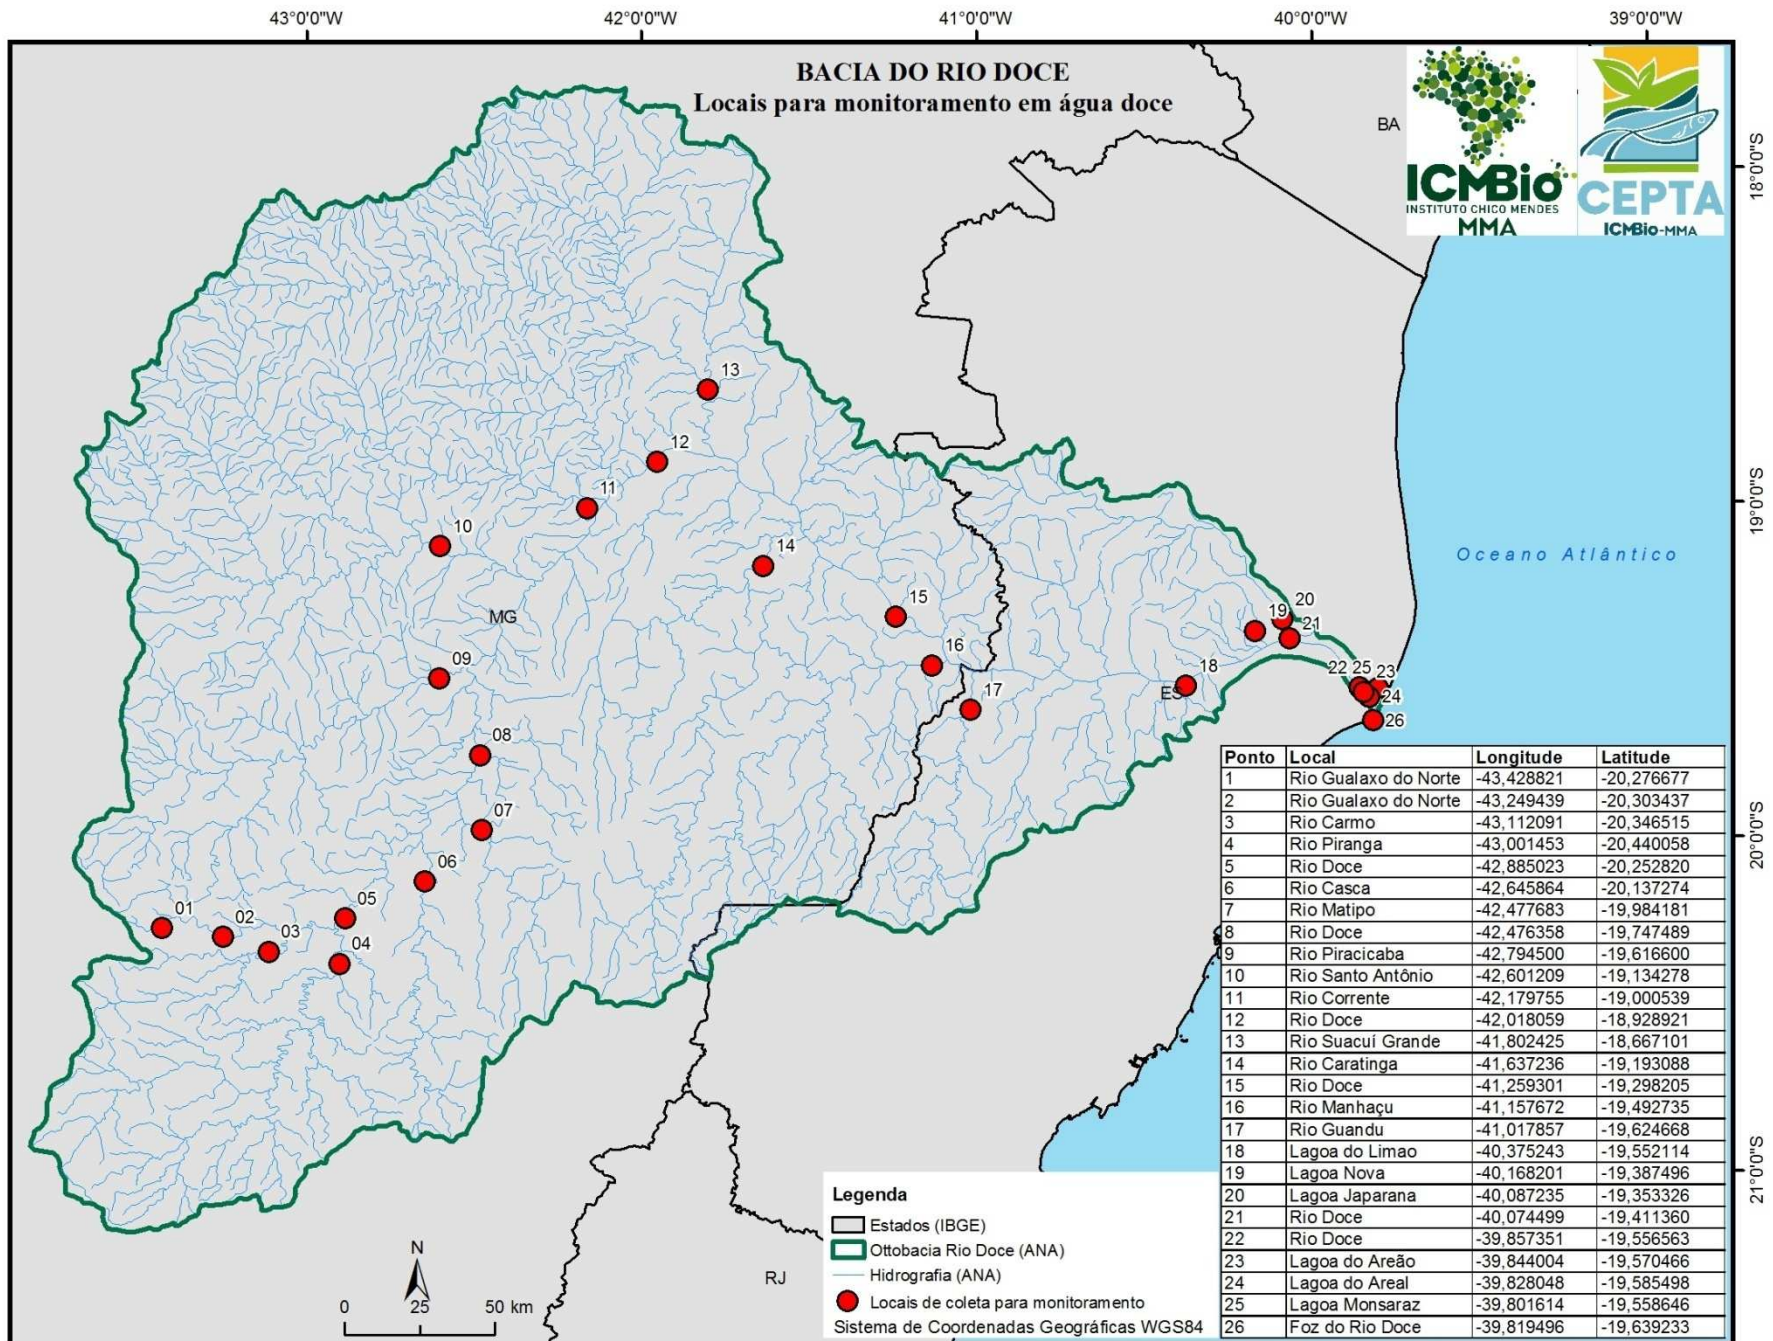 43°0'0"W 42°0'0"W 41°0'0"W 40°0'0"W 39°0'0"W
BACIA DO RIO DOCE
Locais para monitoramento em água doce
ICMBio
INSTITUTO CHICO MENDES
MMA
CEPTA
ICMBio-MMA
BA
18°0'0"S
13
12
11
19°0'0"S
10
14
Oceano Atlântico
15
20
19
MG
21
16
09
18
22 25 23
ES
24
17
26
08
07
20°0'0"S
06
05
01
02
03
04
Ponto Local Longitude Latitude
1 Rio Gualaxo do Norte -43,428821 -20,276677
2 Rio Gualaxo do Norte -43,249439 -20,303437
3 Rio Carmo -43,112091 -20,346515
4 Rio Piranga -43,001453 -20,440058
5 Rio Doce -42,885023 -20,252820
6 Rio Casca -42,645864 -20,137274
7 Rio Matipo -42,477683 -19,984181
8 Rio Doce -42,476358 -19,747489
9 Rio Piracicaba -42,794500 -19,616600
10 Rio Santo Antônio -42,601209 -19,134278
11 Rio Corrente -42,179755 -19,000539
12 Rio Doce -42,018059 -18,928921
13 Rio Suacuí Grande -41,802425 -18,667101
14 Rio Caratinga -41,637236 -19,193088
15 Rio Doce -41,259301 -19,298205
16 Rio Manhaçu -41,157672 -19,492735
17 Rio Guandu -41,017857 -19,624668
18 Lagoa do Limao -40,375243 -19,552114
19 Lagoa Nova -40,168201 -19,387496
20 Lagoa Japarana -40,087235 -19,353326
21 Rio Doce -40,074499 -19,411360
22 Rio Doce -39,857351 -19,556563
23 Lagoa do Areão -39,844004 -19,570466
24 Lagoa do Areal -39,828048 -19,585498
25 Lagoa Monsaraz -39,801614 -19,558646
26 Foz do Rio Doce -39,819496 -19,639233
21°0'0"S
Legenda
Estados (IBGE)
Ottobacia Rio Doce (ANA)
Hidrografia (ANA)
Locais de coleta para monitoramento
Sistema de Coordenadas Geográficas WGS84
RJ
N
0 25 50 km